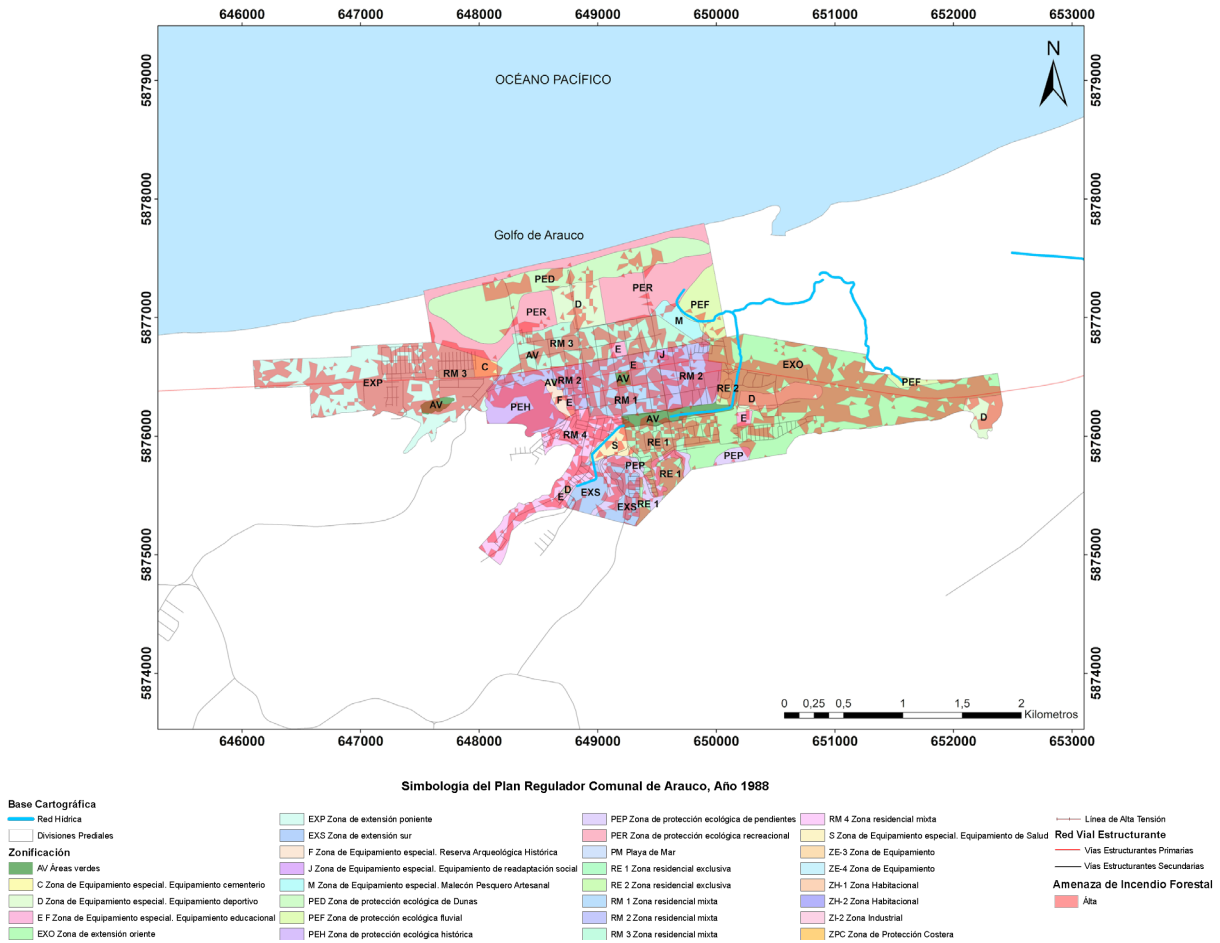 646000 647000 648000 649000 650000 651000 652000 653000
5879000 5879000
5878000 5878000
5877000 5877000
5876000 5876000
5875000 5875000
5874000 5874000
OCÉANO PACÍFICO
N
Golfo de Arauco
PED
PER
PER
D
PEF
M
RM 3
E
J
AV
E
EXO
C
RM 3
EXP
AV
RM 2
AV
RM 2
PEF
RE 2
F E
PEH
RM 1
D
AV
AV
E
D
RM 4
S
RE 1
PEP
PEP
RE 1
D
E
EXS
EXS
RE 1
0 0,25 0,5 1 1,5 2
Kilometros
646000 647000 648000 649000 650000 651000 652000 653000
Simbología del Plan Regulador Comunal de Arauco, Año 1988
Base Cartográfica
Red Hídrica
Divisiones Prediales
Zonificación
AV Áreas verdes
C Zona de Equipamiento especial. Equipamiento cementerio
D Zona de Equipamiento especial. Equipamiento deportivo
E F Zona de Equipamiento especial. Equipamiento educacional
EXO Zona de extensión oriente
EXP Zona de extensión poniente
EXS Zona de extensión sur
F Zona de Equipamiento especial. Reserva Arqueológica Histórica
J Zona de Equipamiento especial. Equipamiento de readaptación social
M Zona de Equipamiento especial. Malecón Pesquero Artesanal
PED Zona de protección ecológica de Dunas
PEF Zona de protección ecológica fluvial
PEH Zona de protección ecológica histórica
PEP Zona de protección ecológica de pendientes
PER Zona de protección ecológica recreacional
PM Playa de Mar
RE 1 Zona residencial exclusiva
RE 2 Zona residencial exclusiva
RM 1 Zona residencial mixta
RM 2 Zona residencial mixta
RM 3 Zona residencial mixta
RM 4 Zona residencial mixta
S Zona de Equipamiento especial. Equipamiento de Salud
ZE-3 Zona de Equipamiento
ZE-4 Zona de Equipamiento
ZH-1 Zona Habitacional
ZH-2 Zona Habitacional
ZI-2 Zona Industrial
ZPC Zona de Protección Costera
Línea de Alta Tensión
Red Vial Estructurante
Vías Estructurantes Primarias
Vías Estructurantes Secundarias
Amenaza de Incendio Forestal
Álta